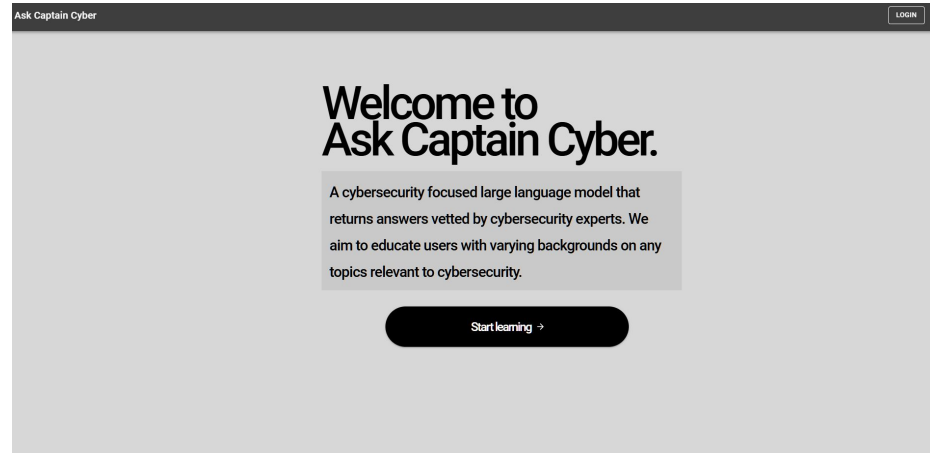 Ask Captain Cyber
LOGIN
Welcome to
Ask Captain Cyber.
A cybersecurity focused large language model that
returns answers vetted by cybersecurity experts. We
aim to educate users with varying backgrounds on any
topics relevant to cybersecurity.
Start learning →